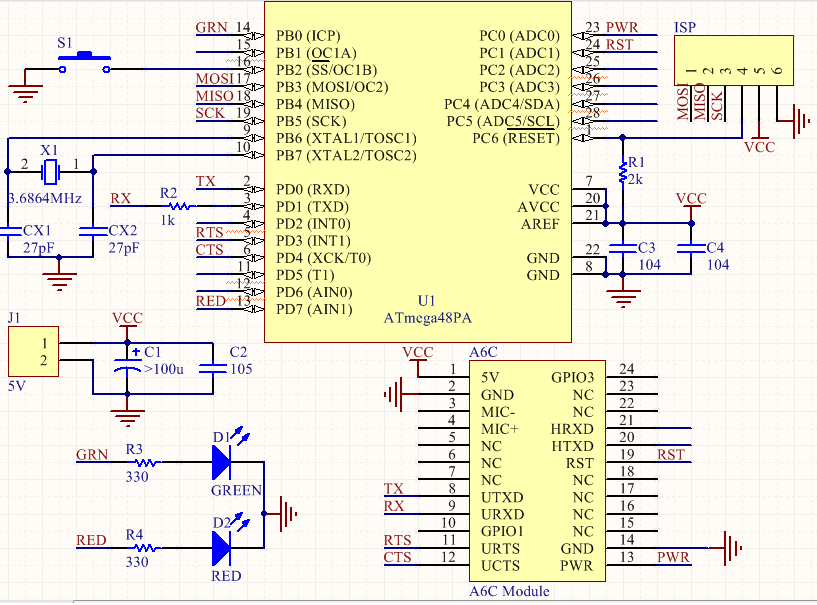 GRN 14 PB0 (ICP) PC0 (ADC0) 23 PWR
15 PB1 (OC1A) PC1 (ADC1) 24 RST
16 PB2 (SS/OC1B) PC2 (ADC2) 25
MOSI 17 PB3 (MOSI/OC2) PC3 (ADC3) 26
MISO 18 PB4 (MISO) PC4 (ADC4/SDA) 27
SCK 19 PB5 (SCK) PC5 (ADC5/SCL) 28
9 PB6 (XTAL1/TOSC1) PC6 (RESET)
10 PB7 (XTAL2/TOSC2)
TX 2 PD0 (RXD) VCC 7
3 PD1 (TXD) AVCC 20
4 PD2 (INT0) AREF 21
RTS 5 PD3 (INT1)
CTS 6 PD4 (XCK/T0) GND 22
11 PD5 (T1) GND 8
12 PD6 (AIN0)
RED 13 PD7 (AIN1)
U1
ATmega48PA
S1
X1
2 1
3.6864MHz
CX1
27pF
CX2
27pF
RX
R2
1k
ISP
1 2 3 4 5 6
MOSI
MISO
SCK
VCC
R1
2k
VCC
C3
104
C4
104
J1
1
2
5V
VCC
C1
+
>100u
C2
105
GRN
R3
330
D1
GREEN
RED
R4
330
D2
RED
VCC
A6C
1 5V GPIO3 24
2 GND NC 23
3 MIC- NC 22
4 MIC+ HRXD 21
5 NC HTXD 20
6 NC RST 19 RST
7 NC NC 18
TX 8 UTXD NC 17
RX 9 URXD NC 16
10 GPIO1 NC 15
RTS 11 URTS GND 14
CTS 12 UCTS PWR 13 PWR
A6C Module